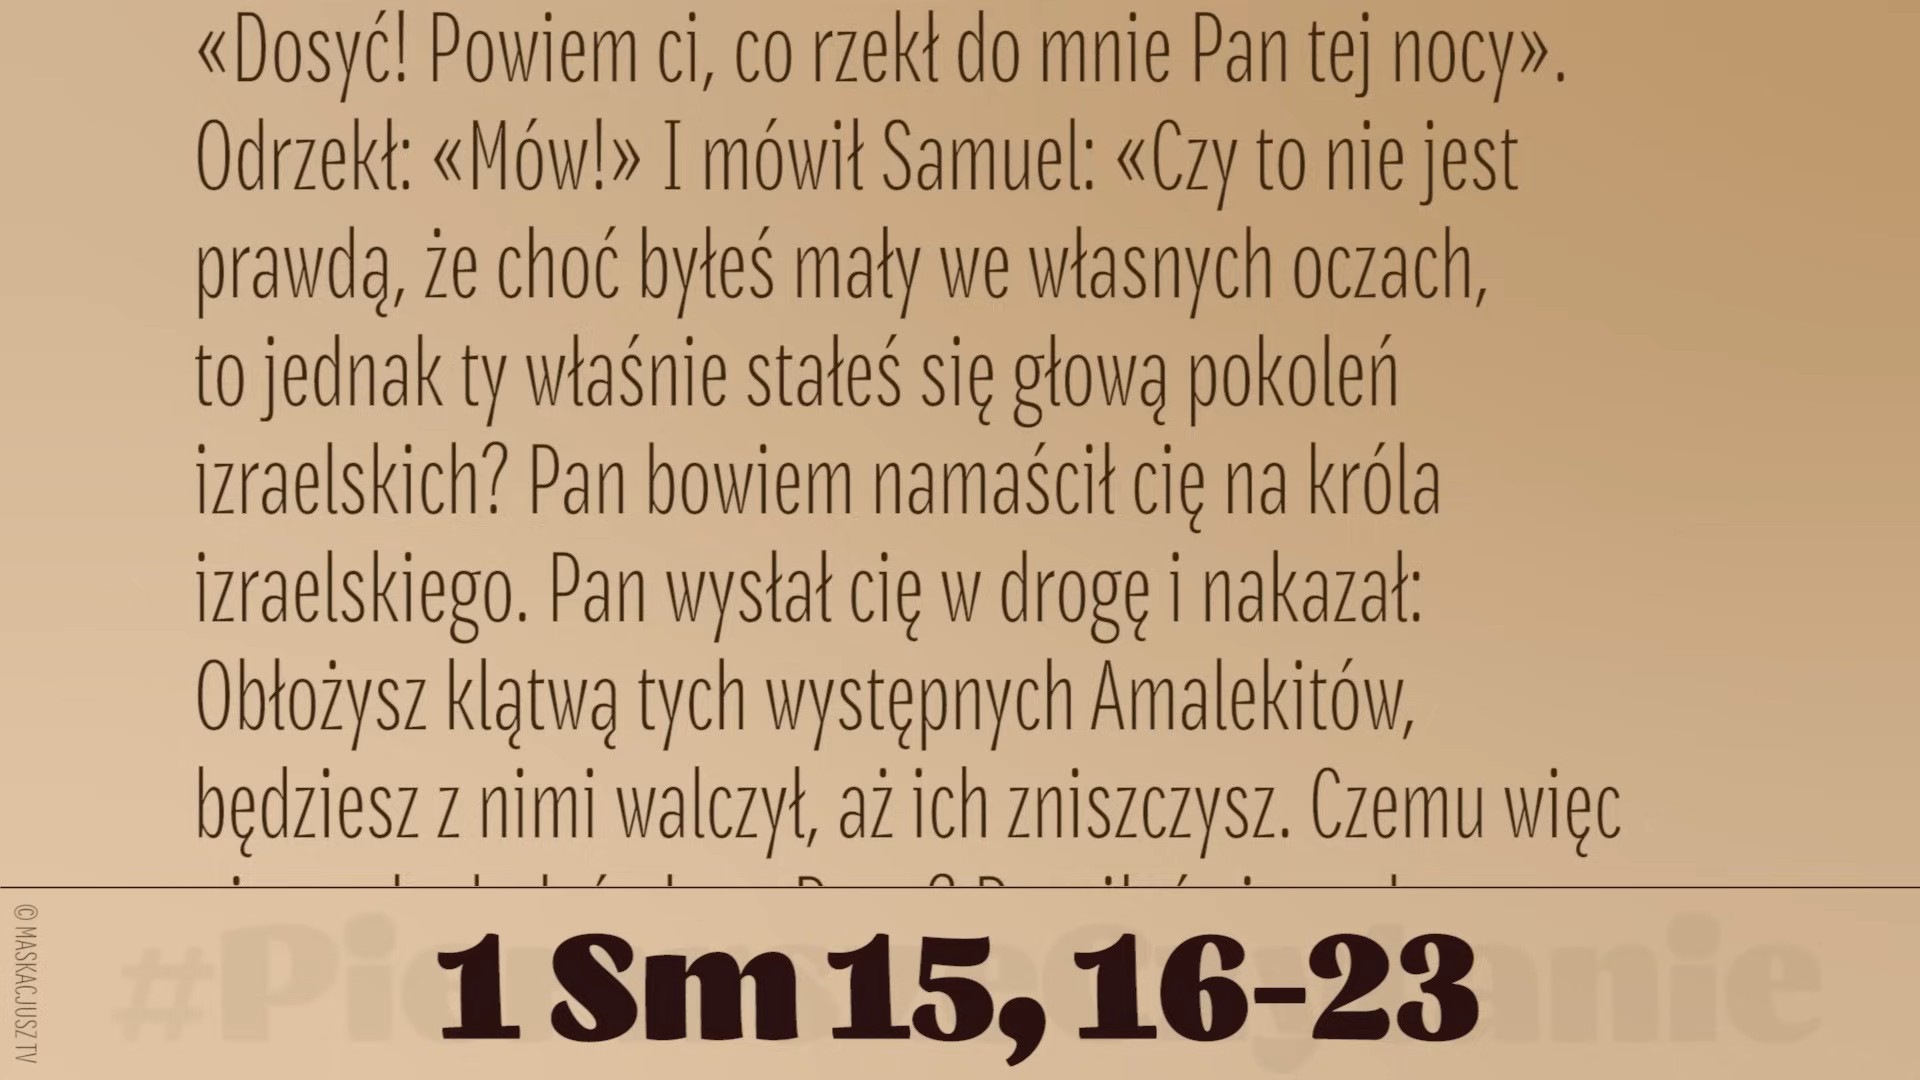 «Dosyć! Powiem ci, co rzekł do mnie Pan tej nocy».
Odrzekł: «Mów!» I mówił Samuel: «Czy to nie jest
prawdą, że choć byłeś mały we własnych oczach,
to jednak ty właśnie stałeś się głową pokoleń
izraelskich? Pan bowiem namaścił cię na króla
izraelskiego. Pan wysłał cię w drogę i nakazał:
Obłożysz klątwą tych występnych Amalekitów,
będziesz z nimi walczył, aż ich zniszczysz. Czemu więc
1 Sm 15, 16-23
© MASKACJUSZ TV